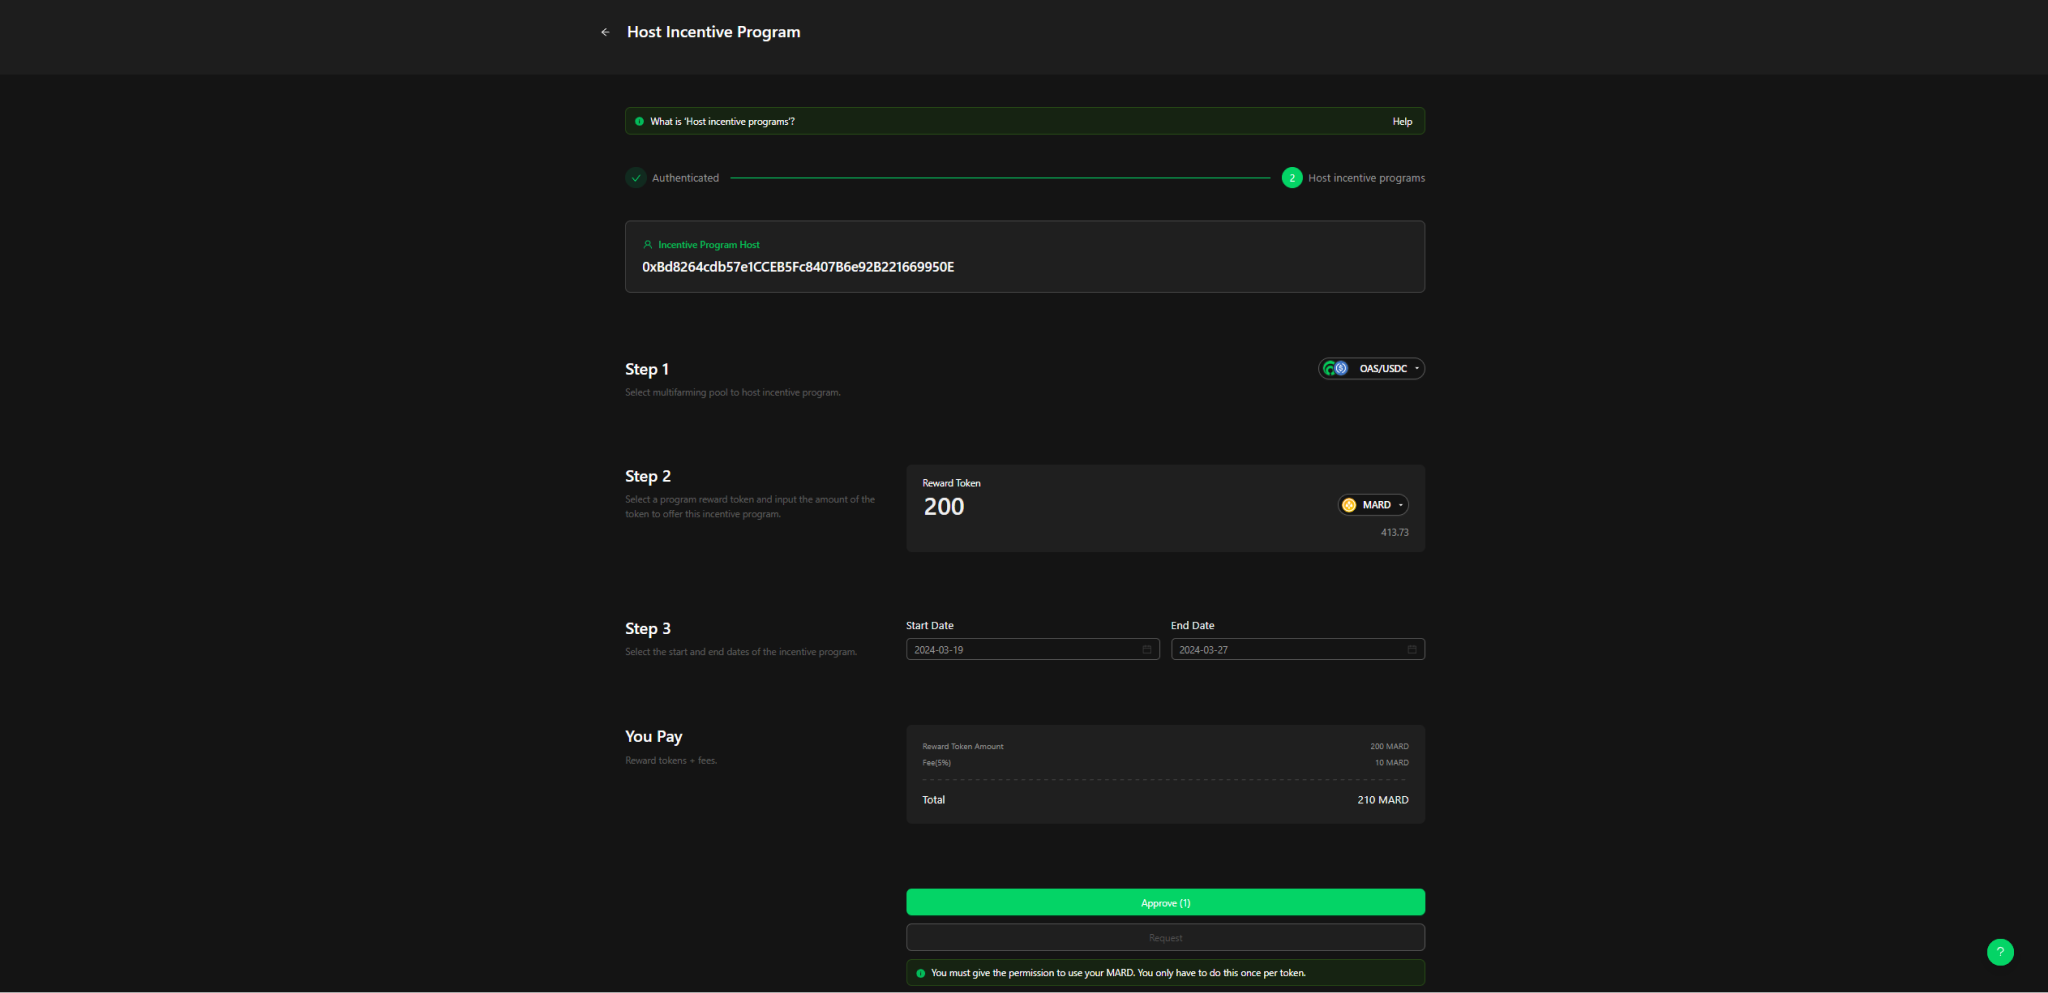 Host Incentive Program
What is 'Host incentive programs'?
Help
Authenticated
2
Host incentive programs
Incentive Program Host
0xBd8264cdb57e1CCEB5Fc8407B6e92B221669950E
Step 1
OAS/USDC
Select multifarming pool to host incentive program.
Step 2
Select a program reward token and input the amount of the
token to offer this incentive program.
Reward Token
200
MARD
413.73
Step 3
Select the start and end dates of the incentive program.
Start Date
2024-03-19
End Date
2024-03-27
You Pay
Reward tokens + fees.
Reward Token Amount
200 MARD
Fee(5%)
10 MARD
Total
210 MARD
Approve (1)
Request
You must give the permission to use your MARD. You only have to do this once per token.
?